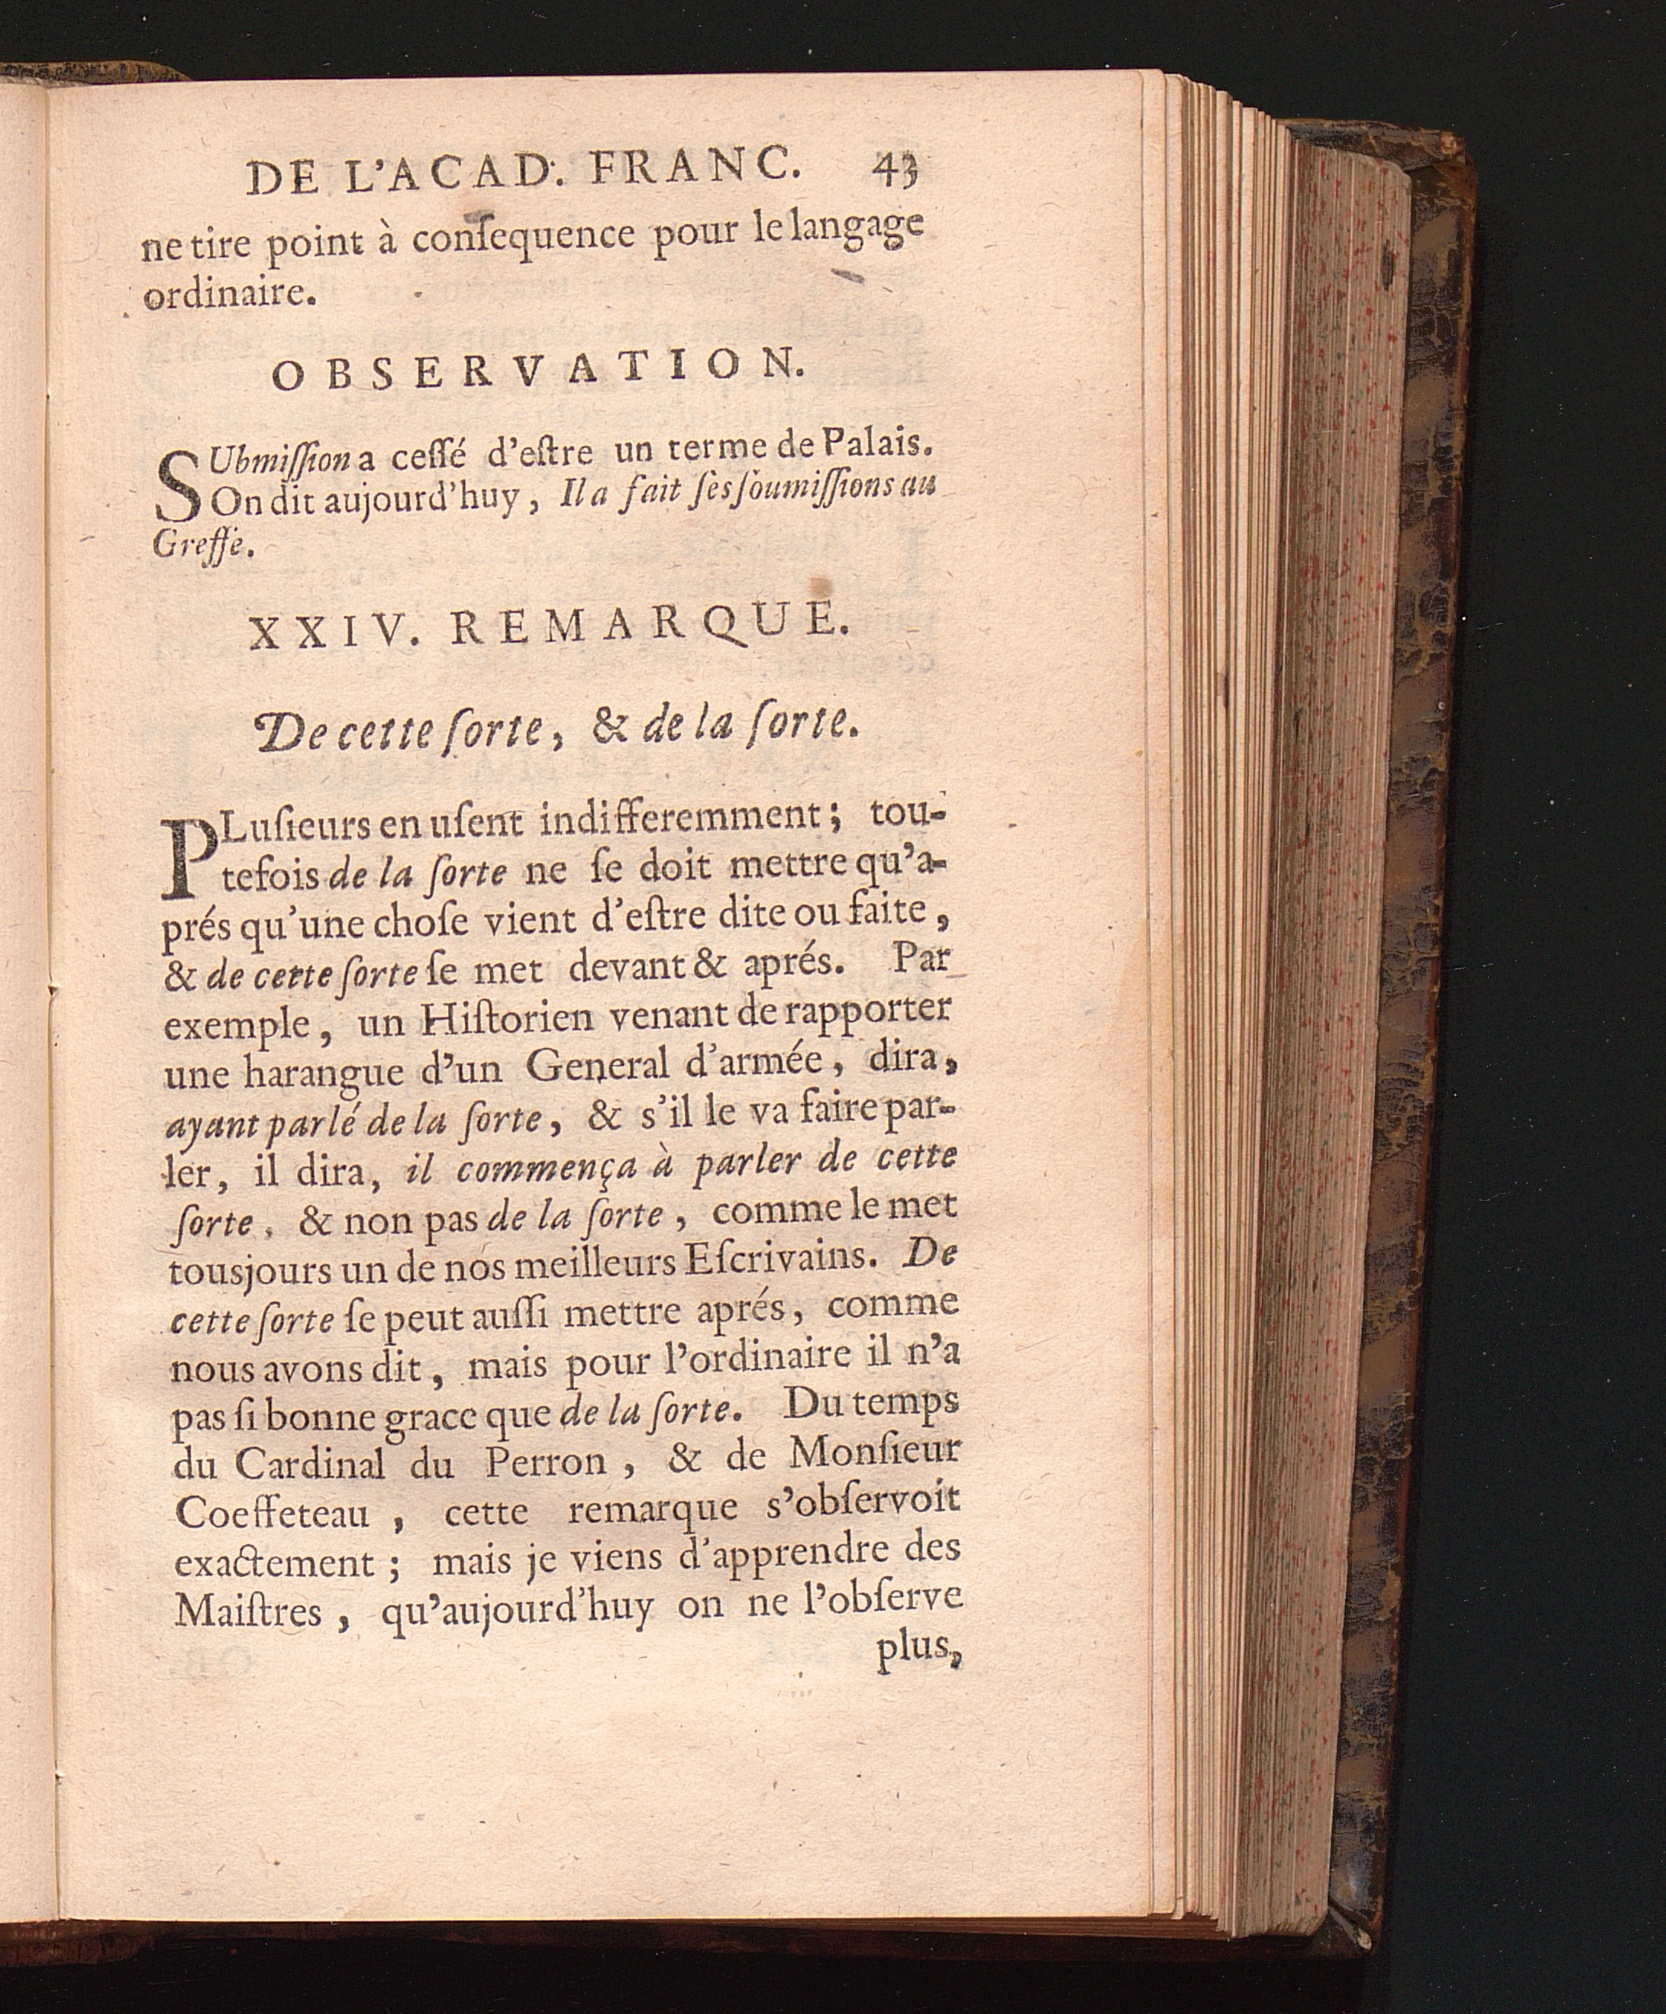 DE L'ACAD. FRANC. 43
ne tire point à conſequence pour le langage
ordinaire.
OBSERVATION.
SUbmiſſion a ceſſé d'eſtre un terme de Palais.
On dit aujourd'huy, Il a fait ſes ſoumiſſions au
Greffe.
XXIV. REMARQUE.
De cette ſorte, & de la ſorte.
PLuſieurs en uſent indifferemment; tou-
tefois de la ſorte ne ſe doit mettre qu'a-
prés qu'une choſe vient d'eſtre dite ou faite,
& de cette ſorte ſe met devant & aprés. Par
exemple, un Hiſtorien venant de rapporter
une harangue d'un General d'armée, dira,
ayant parlé de la ſorte, & s'il le va faire par-
ler, il dira, il commença à parler de cette
ſorte, & non pas de la ſorte, comme le met
tousjours un de nos meilleurs Eſcrivains. De
cette ſorte ſe peut auſſi mettre aprés, comme
nous avons dit, mais pour l'ordinaire il n'a
pas ſi bonne grace que de la ſorte. Du temps
du Cardinal du Perron, & de Monſieur
Coeffeteau, cette remarque s'obſervoit
exactement; mais je viens d'apprendre des
Maiſtres, qu'aujourd'huy on ne l'obſerve
plus,